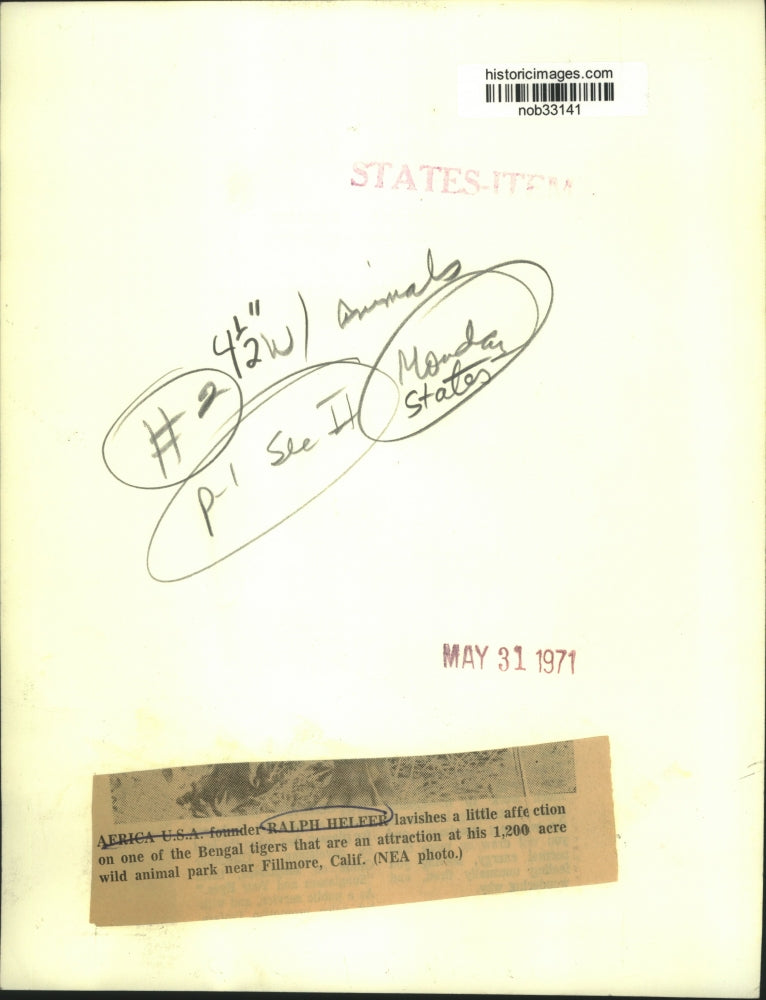 historicimages.com
nob33141
STATES-ITEM
4 1/2" W/ animals
Monday
States
#2
P-1 Sec II
MAY 31 1971
AFRICA U.S.A. founder RALPH HELFER lavishes a little affection
on one of the Bengal tigers that are an attraction at his 1,200 acre
wild animal park near Fillmore, Calif. (NEA photo.)